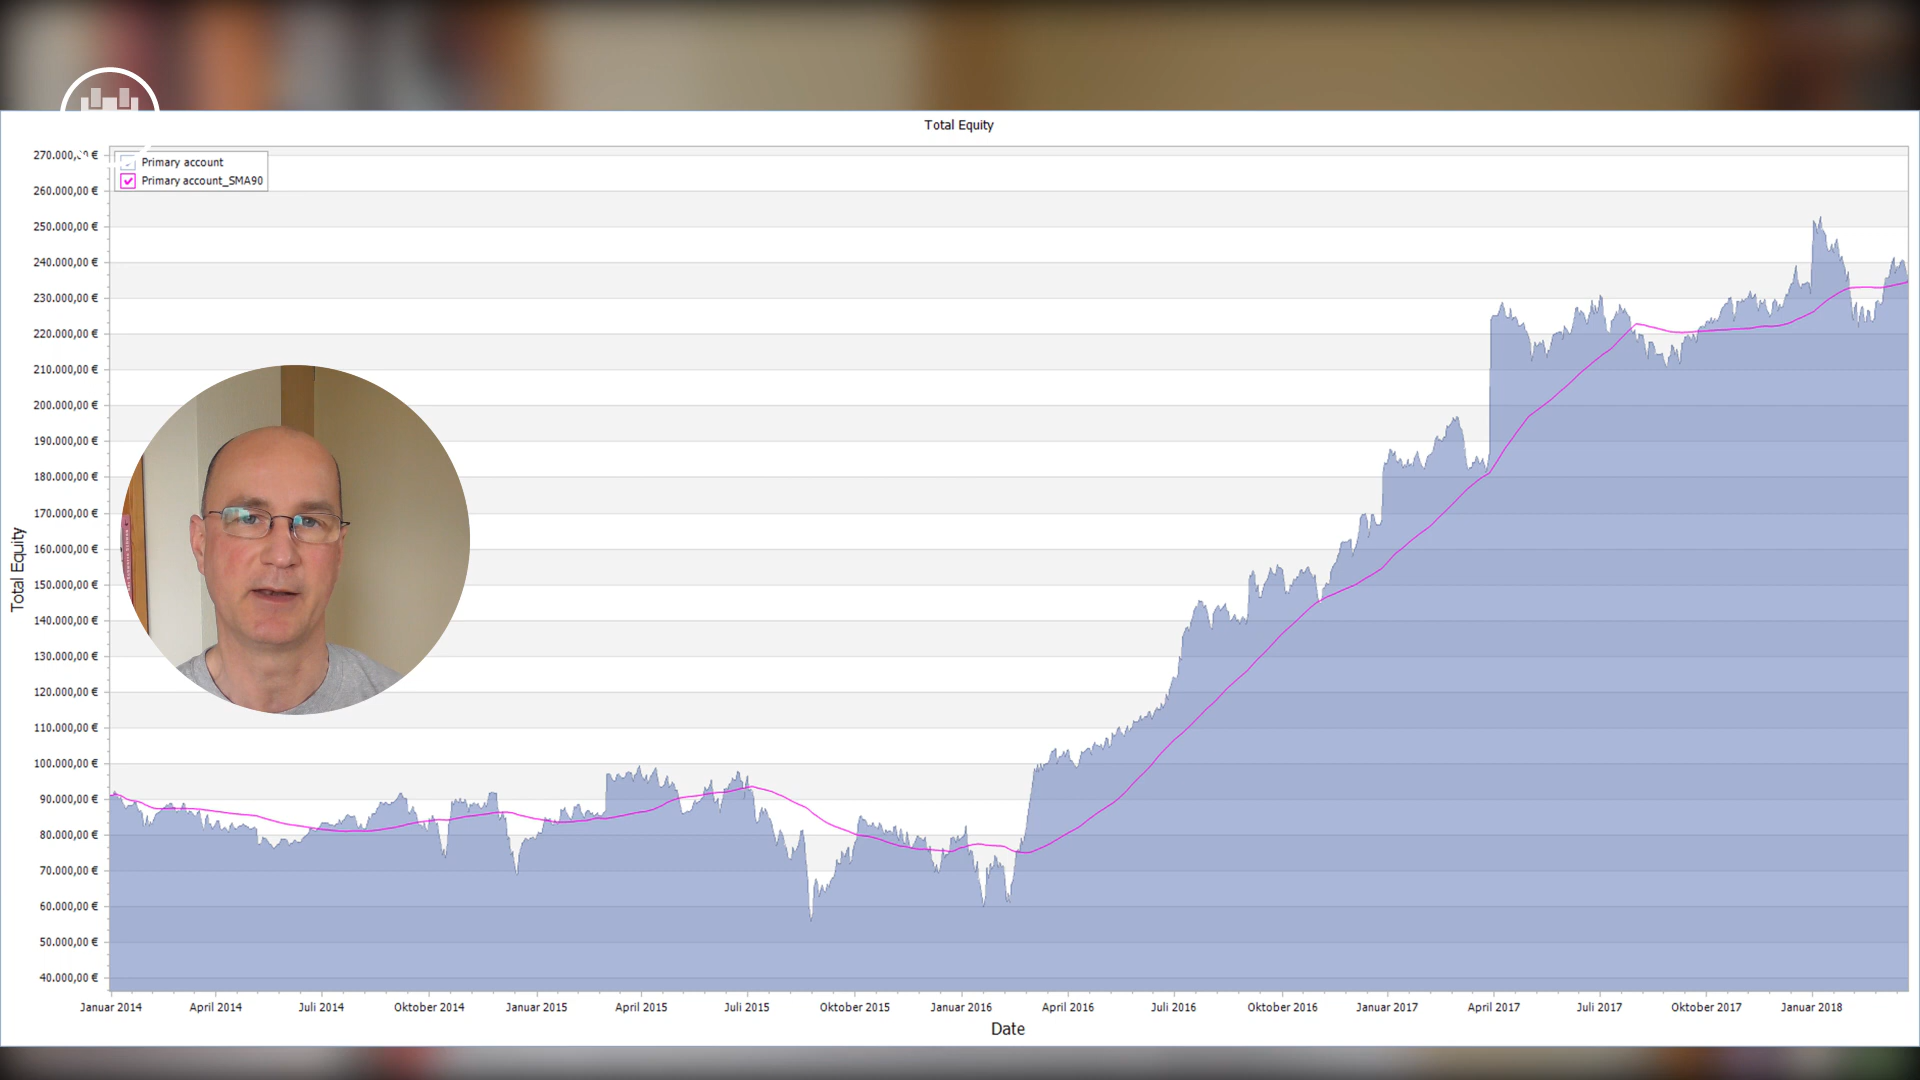 Total Equity
270.000,00 €
260.000,00 €
250.000,00 €
240.000,00 €
230.000,00 €
220.000,00 €
210.000,00 €
200.000,00 €
190.000,00 €
180.000,00 €
170.000,00 €
160.000,00 €
150.000,00 €
140.000,00 €
130.000,00 €
120.000,00 €
110.000,00 €
100.000,00 €
90.000,00 €
80.000,00 €
70.000,00 €
60.000,00 €
50.000,00 €
40.000,00 €
Primary account
Primary account_SMA90
Total Equity
Januar 2014
April 2014
Juli 2014
Oktober 2014
Januar 2015
April 2015
Juli 2015
Oktober 2015
Januar 2016
April 2016
Juli 2016
Oktober 2016
Januar 2017
April 2017
Juli 2017
Oktober 2017
Januar 2018
Date